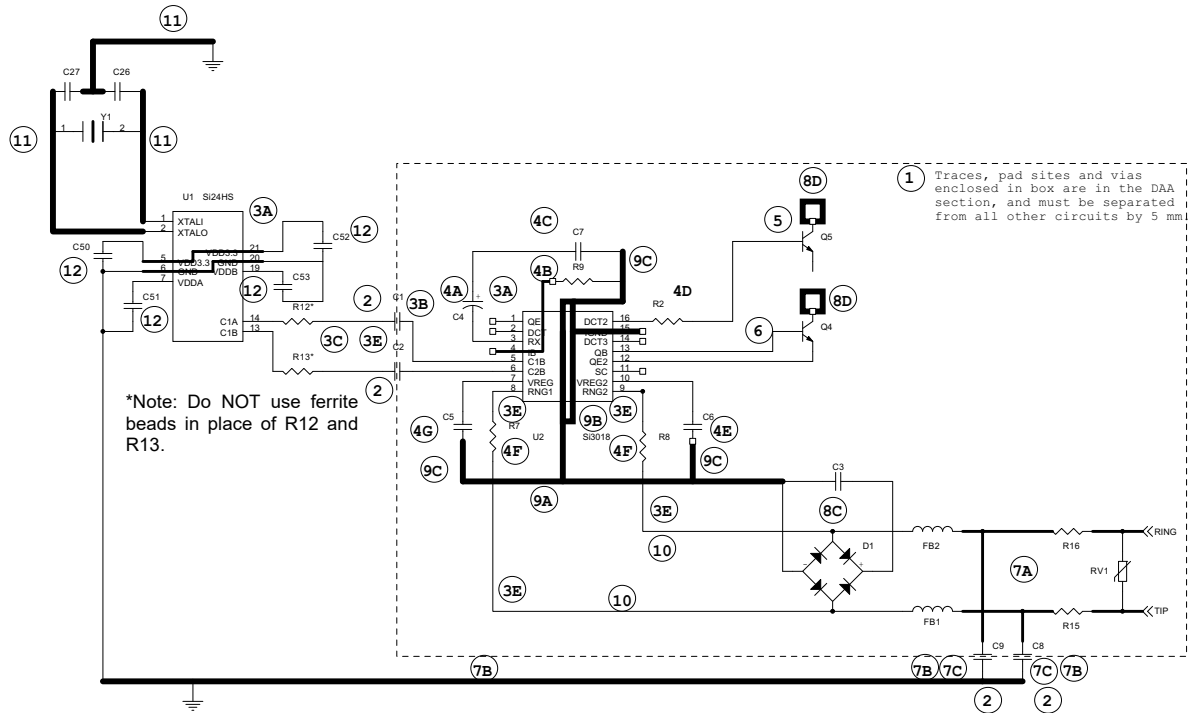 11
C27
C26
Y1
1
2
11
11
U1 Si24HS
3A
1
XTALI
2
XTALO
C50
12
5
VDD3.3
6
GND
7
VDDA
C51
12
VDD3.3
21
GND
20
VDDB
19
C52
12
C53
12
C1A
14
C1B
13
R12*
R13*
3C
2
C1
3B
3E
C2
2
*Note: Do NOT use ferrite
beads in place of R12 and
R13.
1
Traces, pad sites and vias
enclosed in box are in the DAA
section, and must be separated
from all other circuits by 5 mm.
4C
C7
4B
R9
9C
4A
3A
C4
+
4D
R2
5
8D
Q5
6
8D
Q4
1
QE
2
DCT
3
RX
4
IB
5
C1B
6
C2B
7
VREG
8
RNG1
DCT2
16
IGND
15
DCT3
14
QB
13
QE2
12
SC
11
VREG2
10
RNG2
9
U2
Si3018
3E
R7
4F
9B
3E
4F
R8
4G
C5
9C
C6
4E
9C
9A
3E
10
3E
10
C3
8C
D1
-
+
FB2
FB1
R16
R15
7A
RV1
RING
TIP
7B
7B
7C
C9
C8
7C
7B
2
2